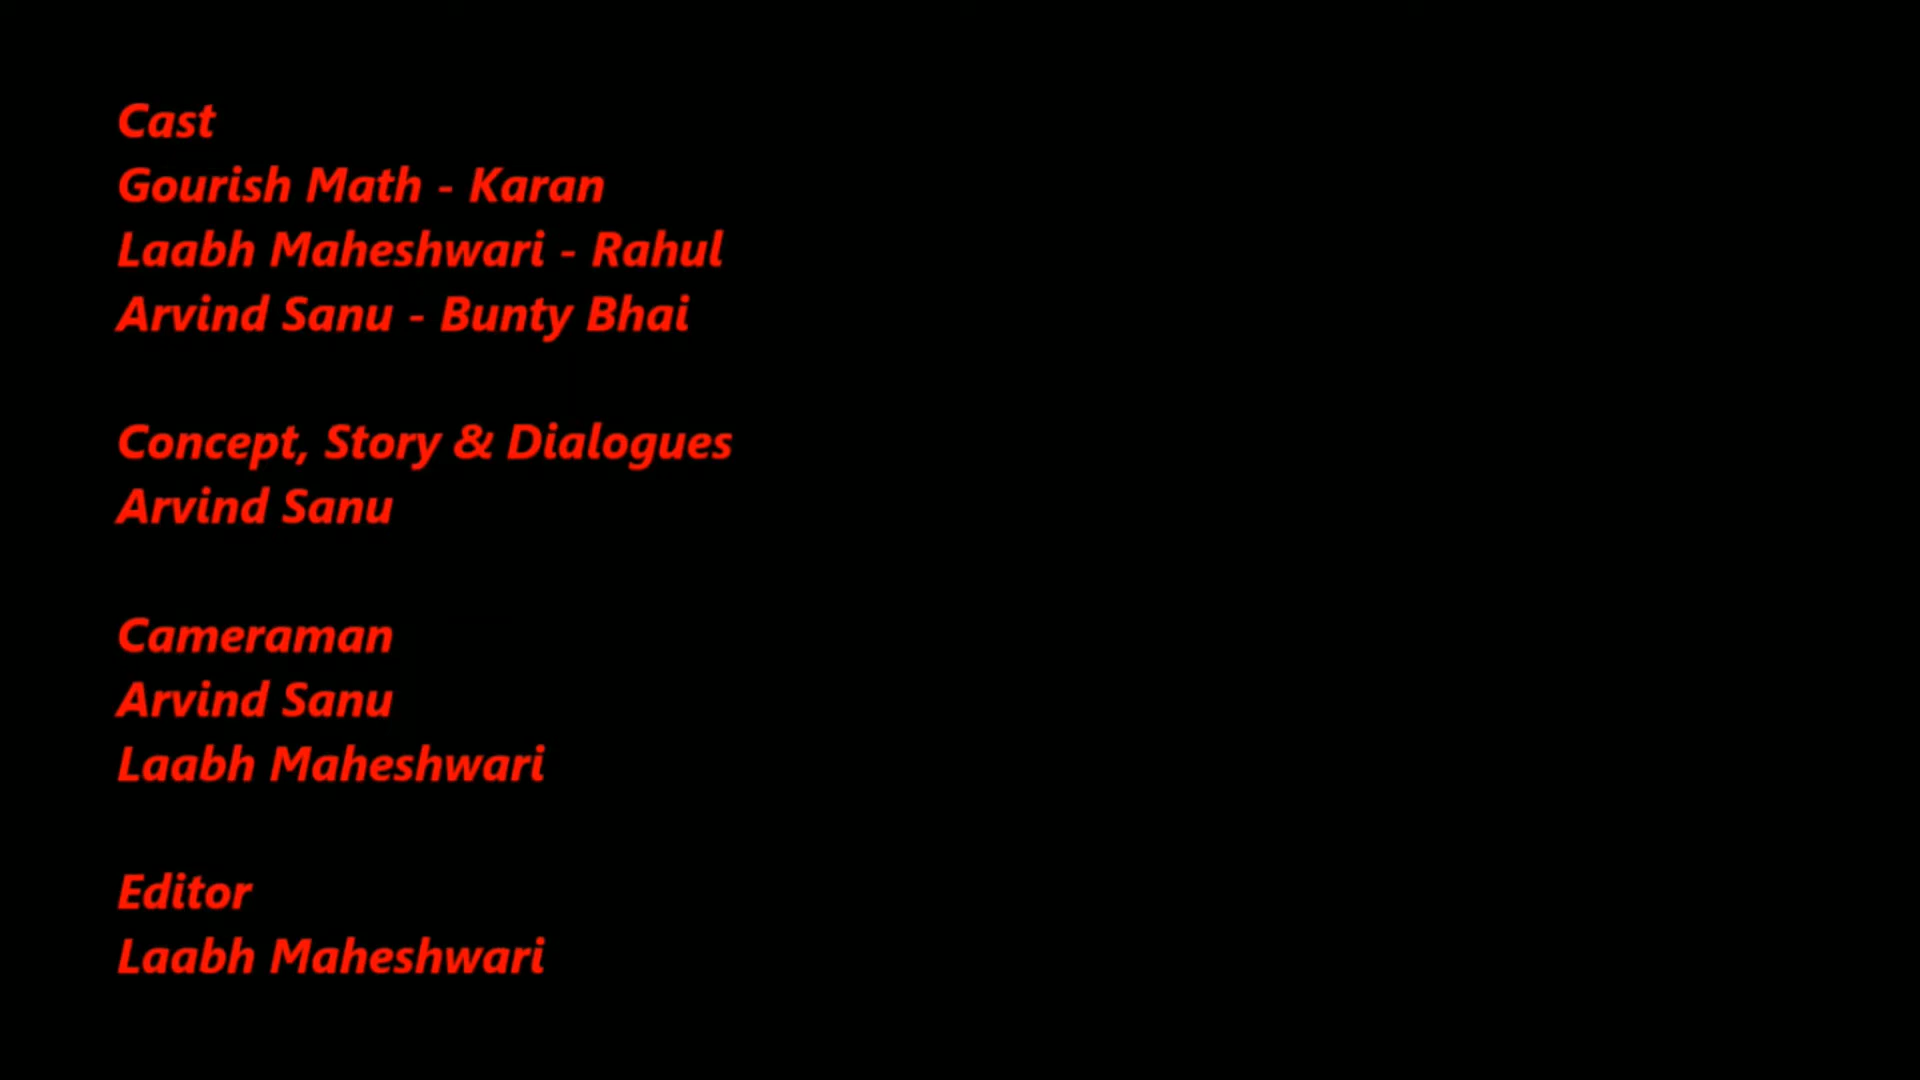 Cast
Gourish Math - Karan
Laabh Maheshwari - Rahul
Arvind Sanu - Bunty Bhai
Concept, Story & Dialogues
Arvind Sanu
Cameraman
Arvind Sanu
Laabh Maheshwari
Editor
Laabh Maheshwari